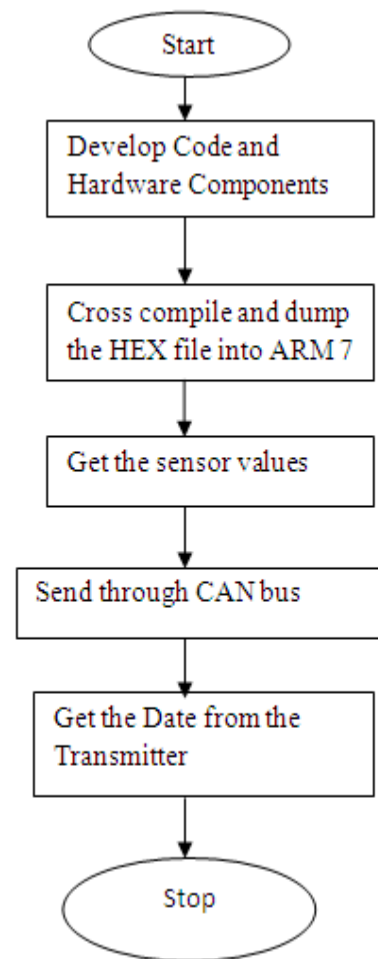 Start
Develop Code and
Hardware Components
Cross compile and dump
the HEX file into ARM 7
Get the sensor values
Send through CAN bus
Get the Date from the
Transmitter
Stop